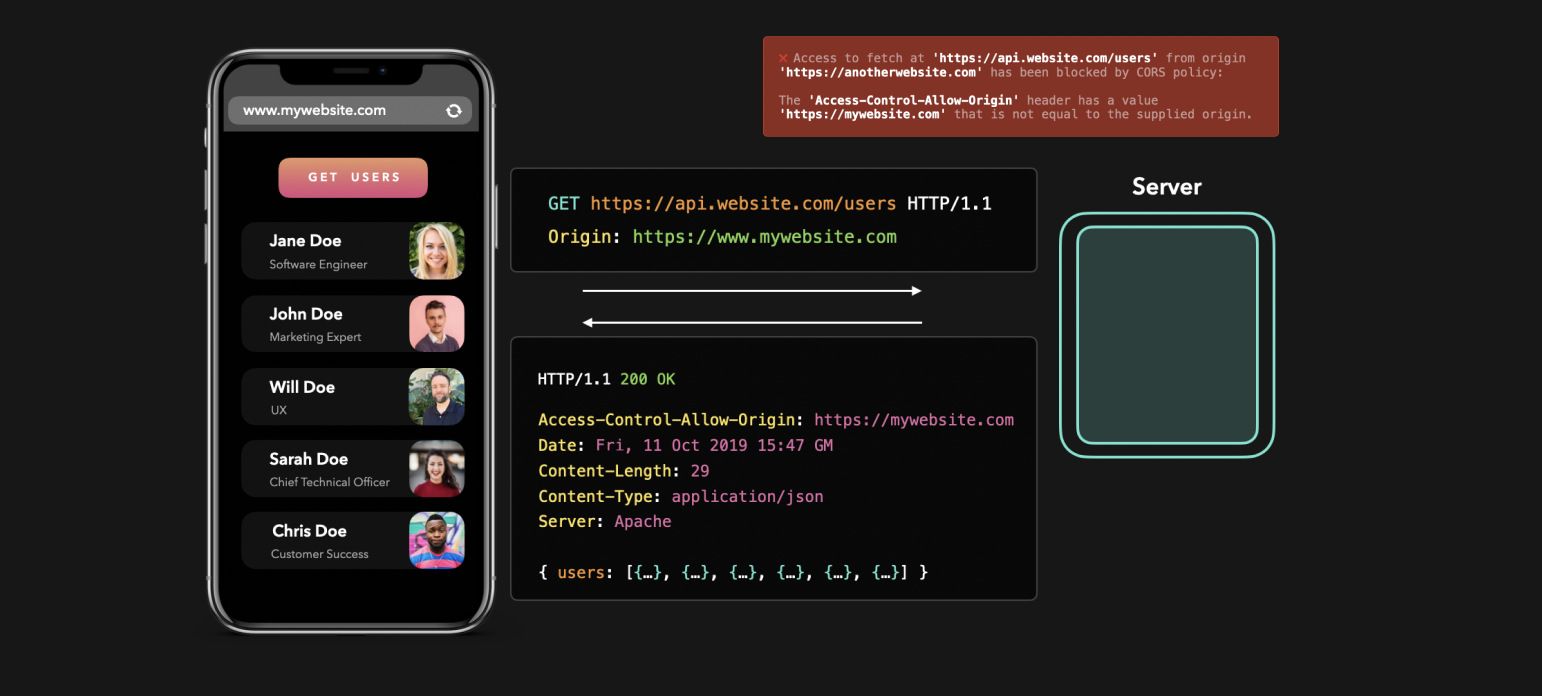 www.mywebsite.com
GET USERS
Jane Doe
Software Engineer
John Doe
Marketing Expert
Will Doe
UX
Sarah Doe
Chief Technical Officer
Chris Doe
Customer Success
❌ Access to fetch at 'https://api.website.com/users' from origin
'https://anotherwebsite.com' has been blocked by CORS policy:
The 'Access-Control-Allow-Origin' header has a value
'https://mywebsite.com' that is not equal to the supplied origin.
GET https://api.website.com/users HTTP/1.1
Origin: https://www.mywebsite.com
HTTP/1.1 200 OK
Access-Control-Allow-Origin: https://mywebsite.com
Date: Fri, 11 Oct 2019 15:47 GM
Content-Length: 29
Content-Type: application/json
Server: Apache
{ users: [{…}, {…}, {…}, {…}, {…}, {…}] }
Server